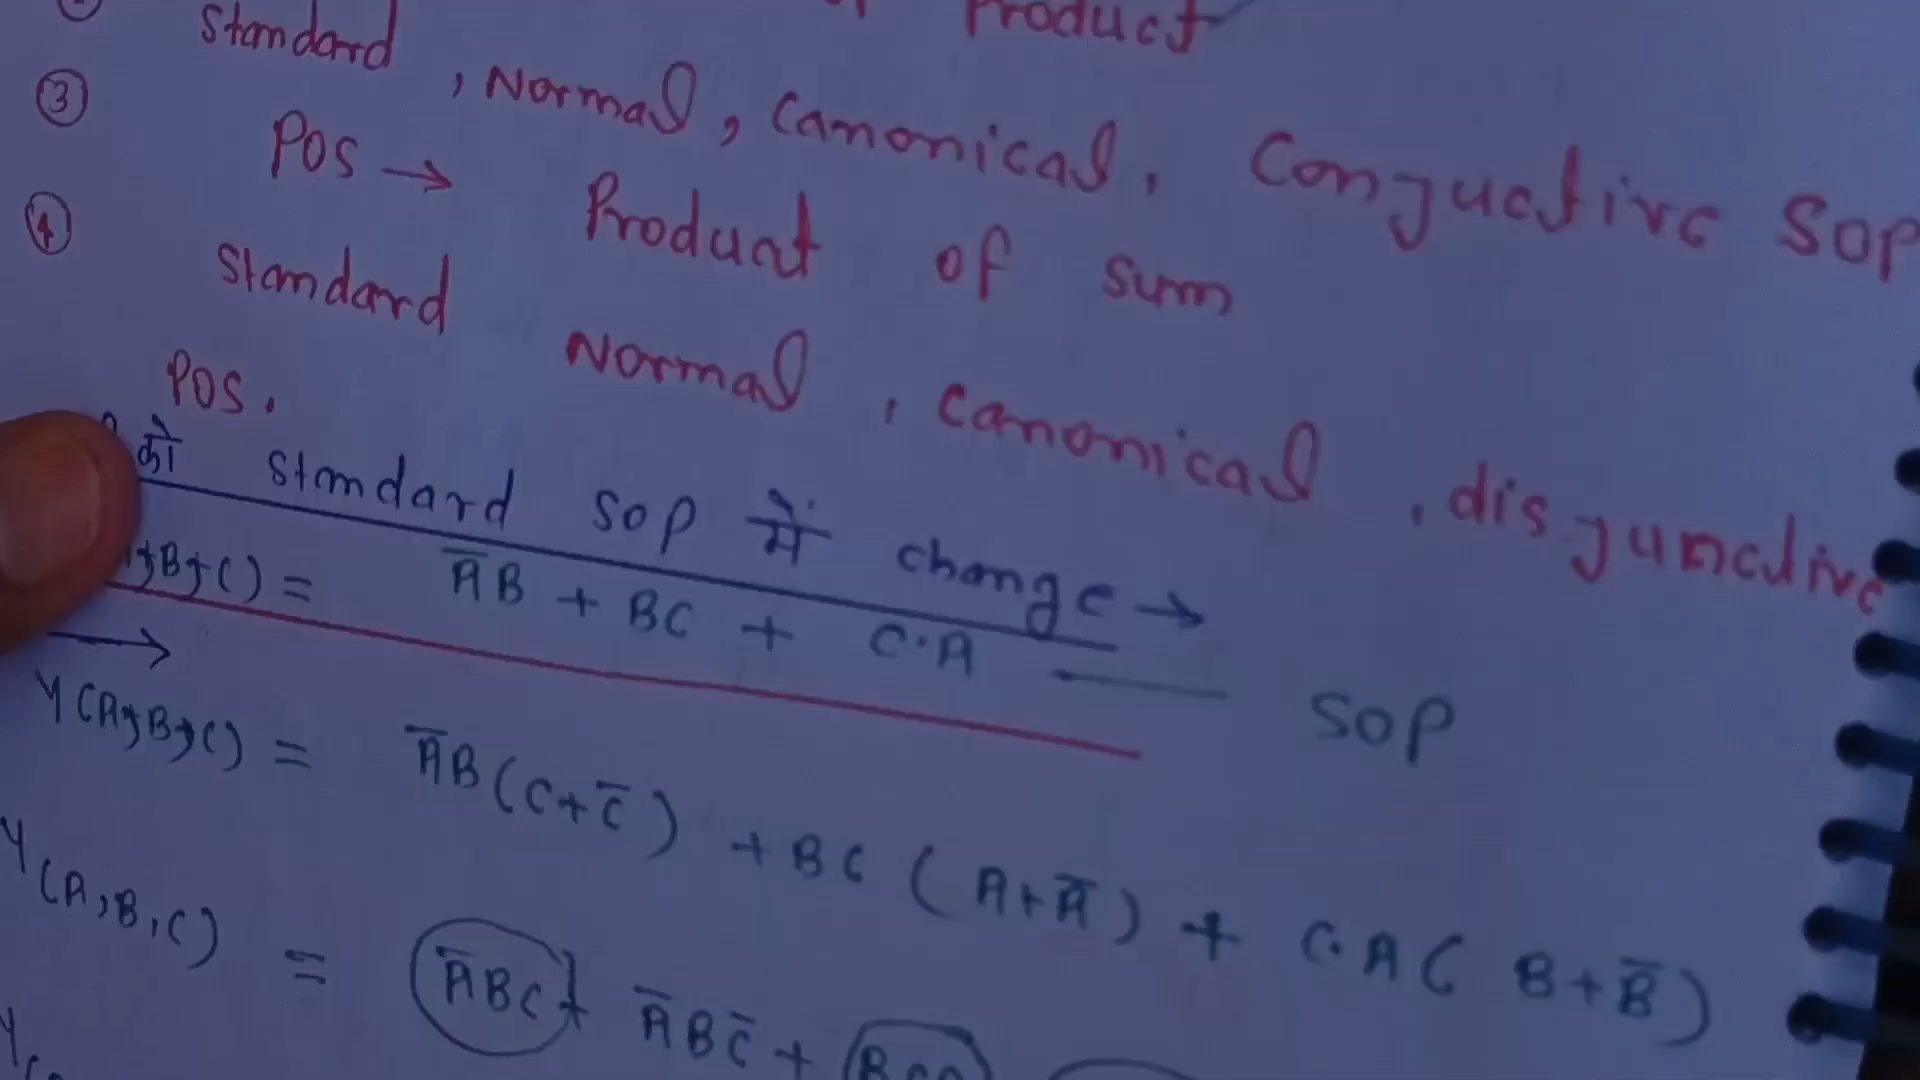 Product
Standard, Normal, Canonical, Conjuctive SOP
③ POS → Product of sum
④ Standard Normal, canonical, disjunctive
POS.
को standard SOP में change →
A,B,C) = A̅B + BC + C·A — SOP
→
Y(A,B,C) = A̅B(C+C̅) + BC(A+A̅) + C·A(B+B̅)
Y(A,B,C) = A̅BC + A̅BC̅ +